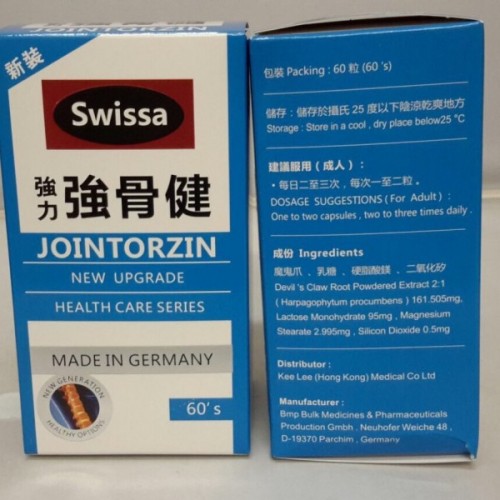 新裝
Swissa
強力
強骨健
JOINTORZIN
NEW UPGRADE
HEALTH CARE SERIES
MADE IN GERMANY
NEW GENERATION
HEALTHY OPTIONS
60's
包裝 Packing : 60 粒 (60 's)
儲存 : 儲存於攝氏 25 度以下陰涼乾爽地方
Storage : Store in a cool , dry place below25 °C
建議服用 ( 成人 ) :
・每日二至三次 , 每次一至二粒 。
DOSAGE SUGGESTIONS ( For Adult ) :
One to two capsules , two to three times daily .
成份 Ingredients
魔鬼爪 、乳糖 、硬脂酸鎂 、二氧化矽
Devil 's Claw Root Powdered Extract 2:1
( Harpagophytum procumbens ) 161.505mg,
Lactose Monohydrate 95mg , Magnesium
Stearate 2.995mg , Silicon Dioxide 0.5mg
Distributor :
Kee Lee (Hong Kong) Medical Co Ltd
Manufacturer :
Bmp Bulk Medicines & Pharmaceuticals
Production GmbH . Neuhofer Weiche 48 ,
D-19370 Parchim , Germany